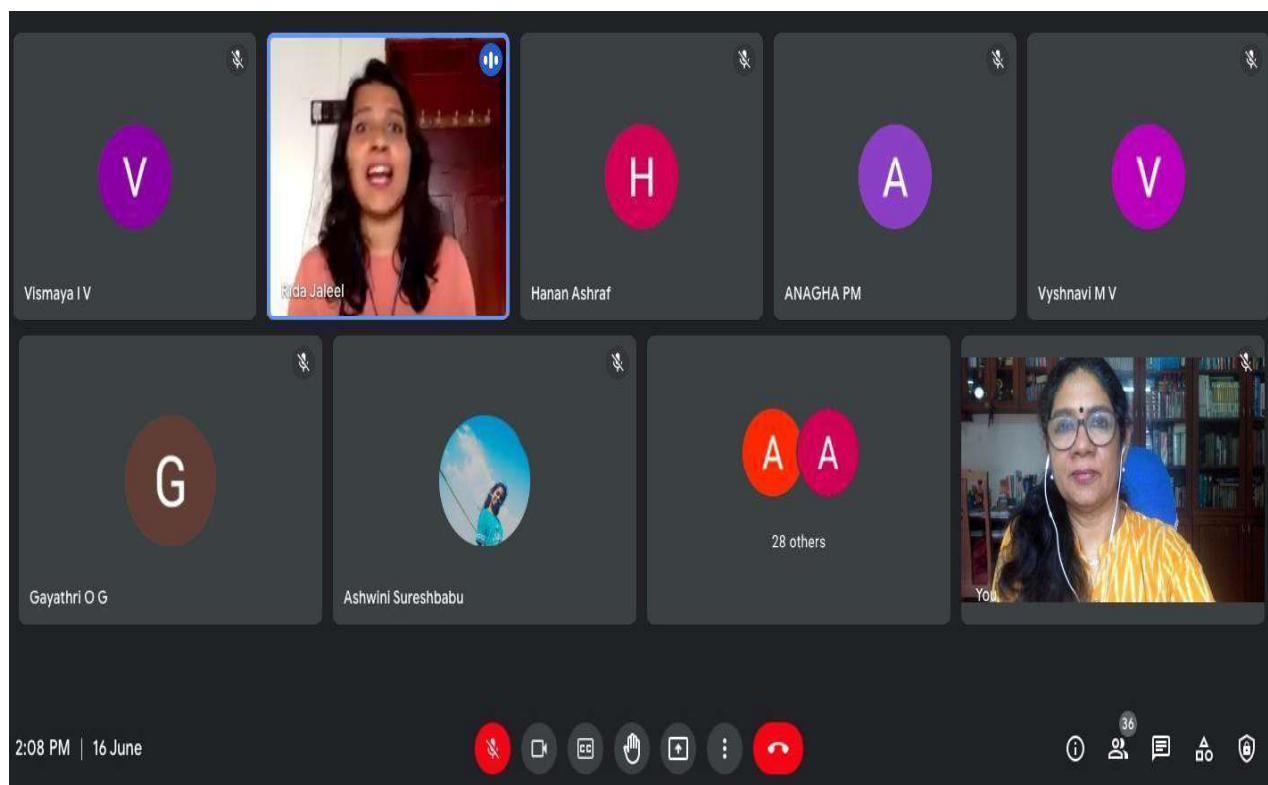 V
H
A
V
Vismaya I V
Rida Jaleel
Hanan Ashraf
ANAGHA PM
Vyshnavi M V
G
A A
28 others
Gayathri O G
Ashwini Sureshbabu
You
36
2:08 PM | 16 June
CC